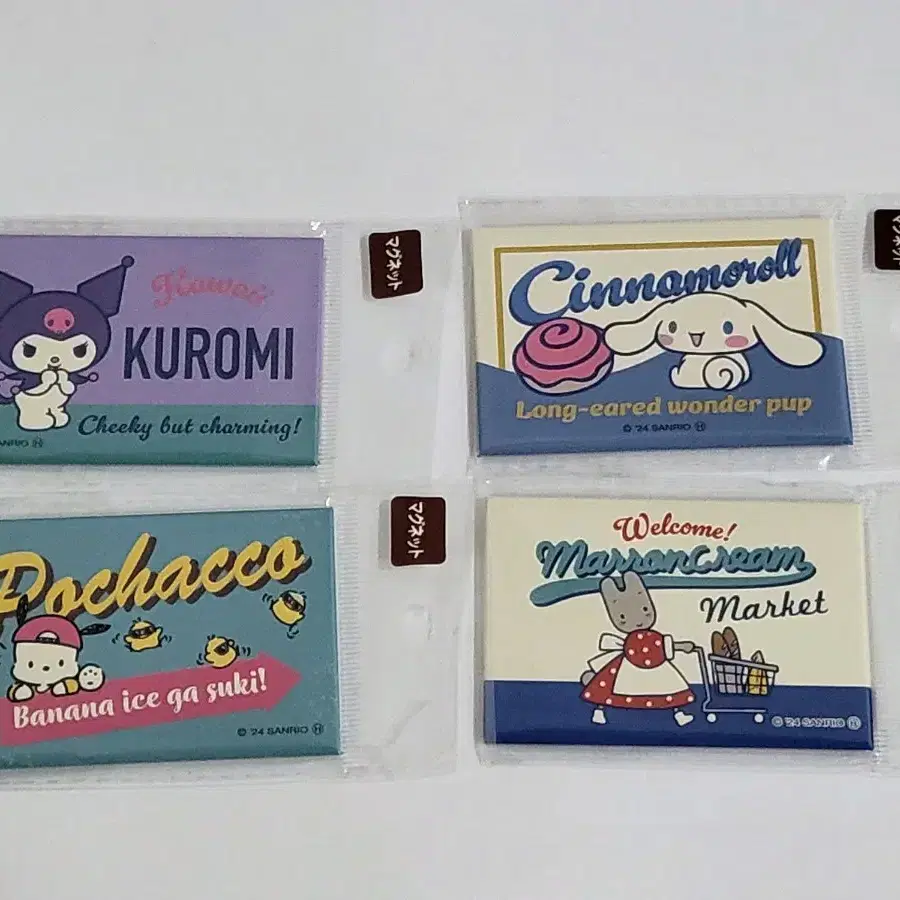 Kawaii
KUROMI
Cheeky but charming!
ANRIO Ⓗ
マグネット
Cinnamoroll
Long-eared wonder pup
© '24 SANRIO Ⓗ
マグネット
Pochacco
Banana ice ga suki!
© '24 SANRIO Ⓗ
マグネット
Welcome!
MarronCream
Market
© '24 SANRIO Ⓗ